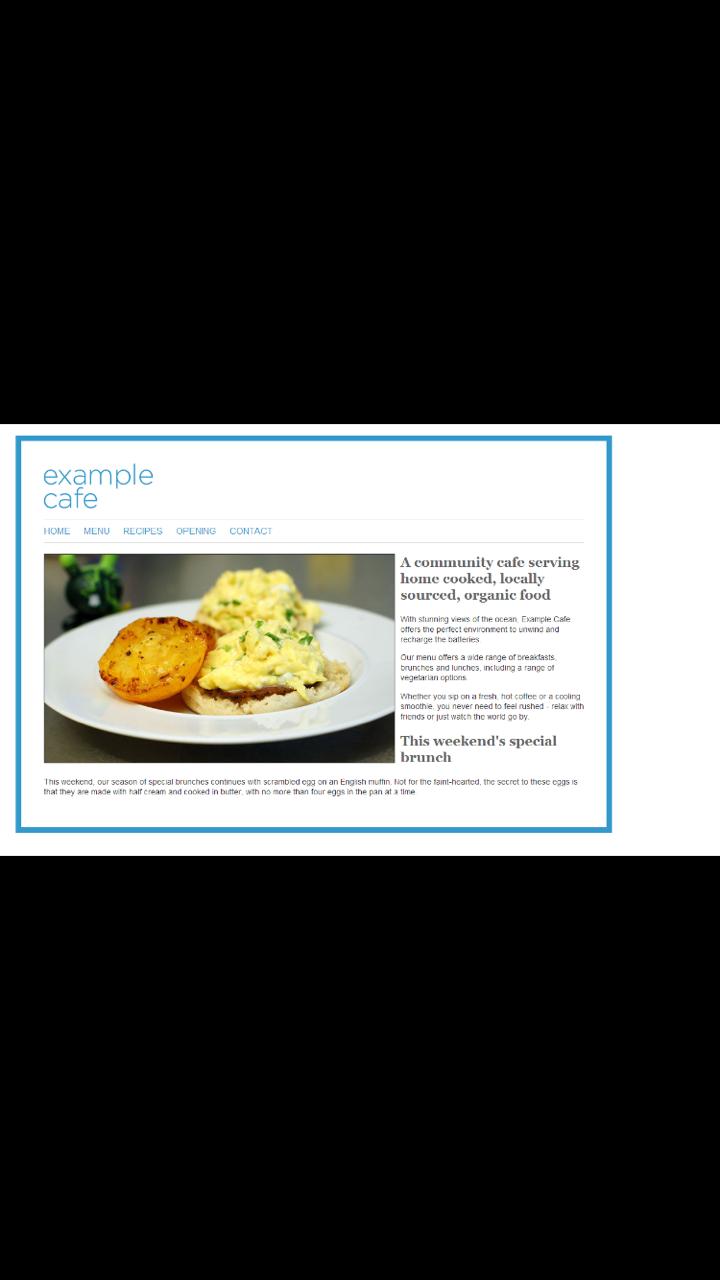 example
cafe
HOME MENU RECIPES OPENING CONTACT
A community cafe serving
home cooked, locally
sourced, organic food
With stunning views of the ocean, Example Cafe
offers the perfect environment to unwind and
recharge the batteries.
Our menu offers a wide range of breakfasts,
brunches and lunches, including a range of
vegetarian options.
Whether you sip on a fresh, hot coffee or a cooling
smoothie, you never need to feel rushed - relax with
friends or just watch the world go by.
This weekend's special
brunch
This weekend, our season of special brunches continues with scrambled egg on an English muffin. Not for the faint-hearted, the secret to these eggs is
that they are made with half cream and cooked in butter, with no more than four eggs in the pan at a time.